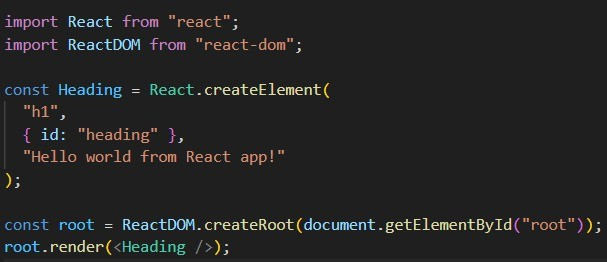 import React from "react";
import ReactDOM from "react-dom";
const Heading = React.createElement(
"h1",
{ id: "heading" },
"Hello world from React app!"
);
const root = ReactDOM.createRoot(document.getElementById("root"));
root.render(<Heading />);